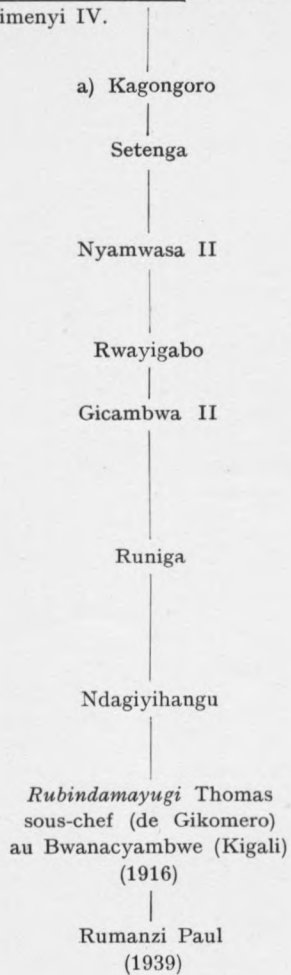 imenyi IV.
a) Kagongoro
Setenga
Nyamwasa II
Rwayigabo
Gicambwa II
Runiga
Ndagiyihangu
Rubindamayugi Thomas
sous-chef (de Gikomero)
au Bwanacyambwe (Kigali)
(1916)
Rumanzi Paul
(1939)